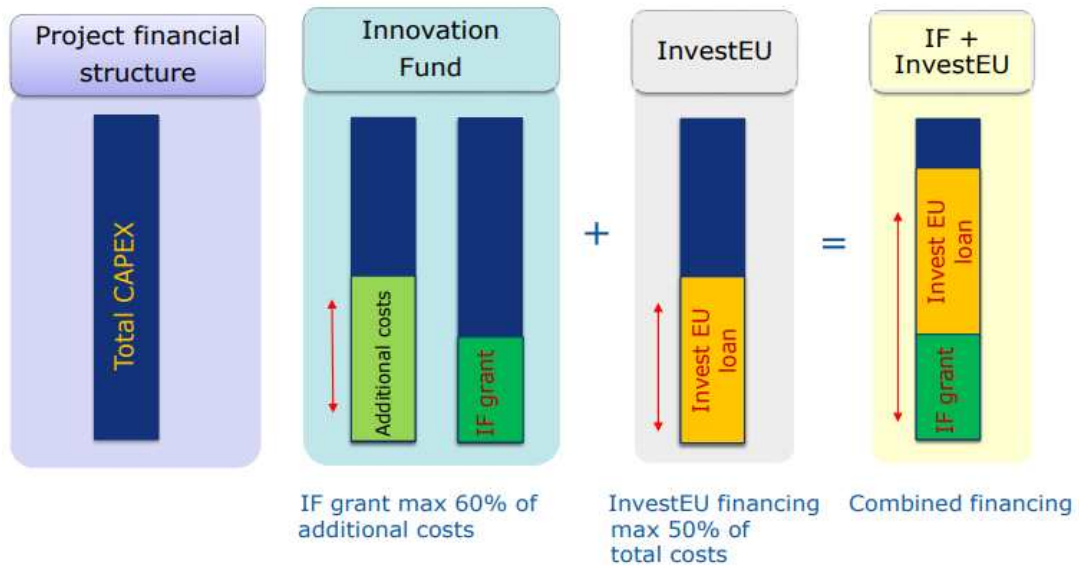 Project financial
structure
Total CAPEX
Innovation
Fund
Additional costs
IF grant
IF grant max 60% of
additional costs
+
InvestEU
Invest EU
loan
InvestEU financing
max 50% of
total costs
=
IF +
InvestEU
Invest EU
loan
IF grant
Combined financing